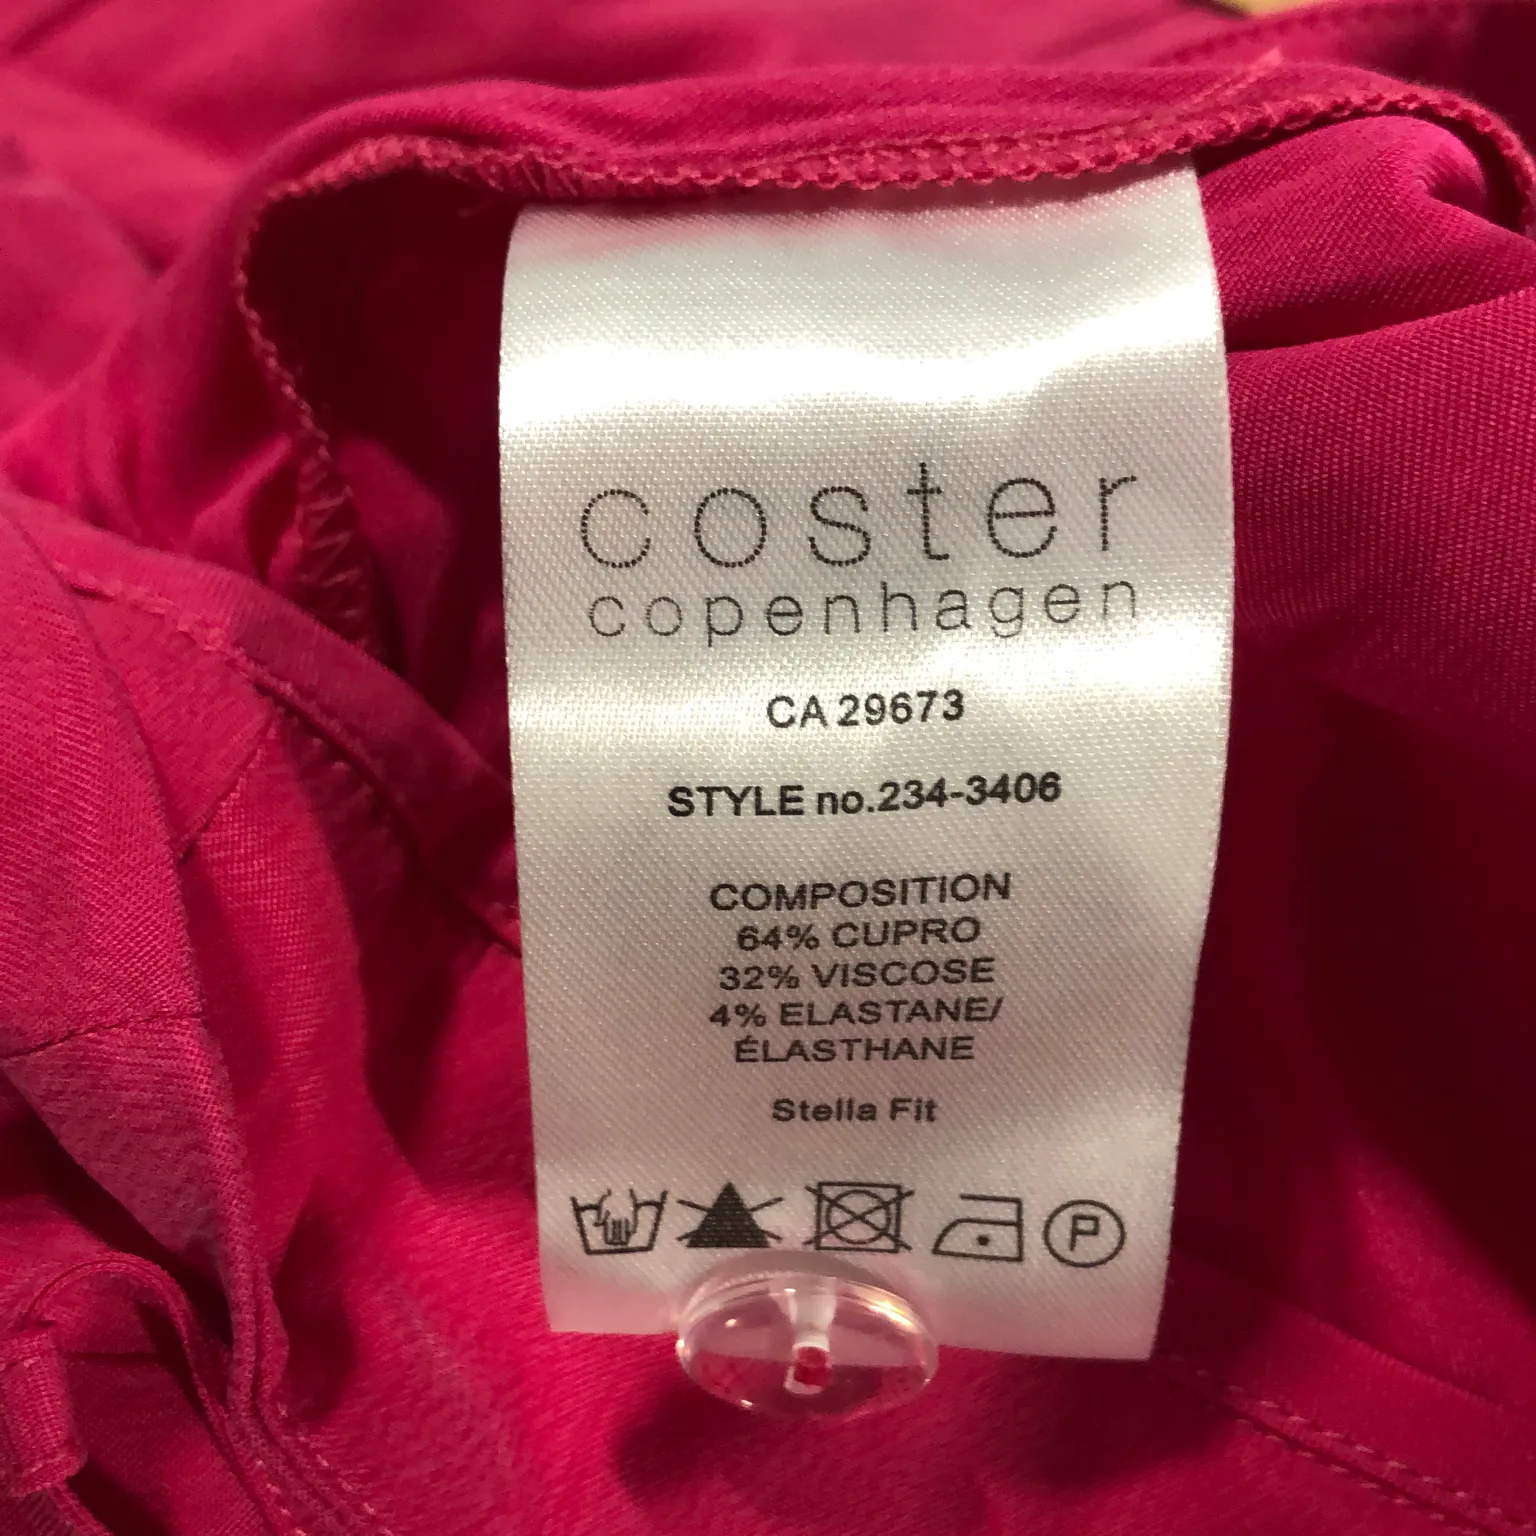 coster
copenhagen
CA 29673
STYLE no.234-3406
COMPOSITION
64% CUPRO
32% VISCOSE
4% ELASTANE/
ÉLASTHANE
Stella Fit
P